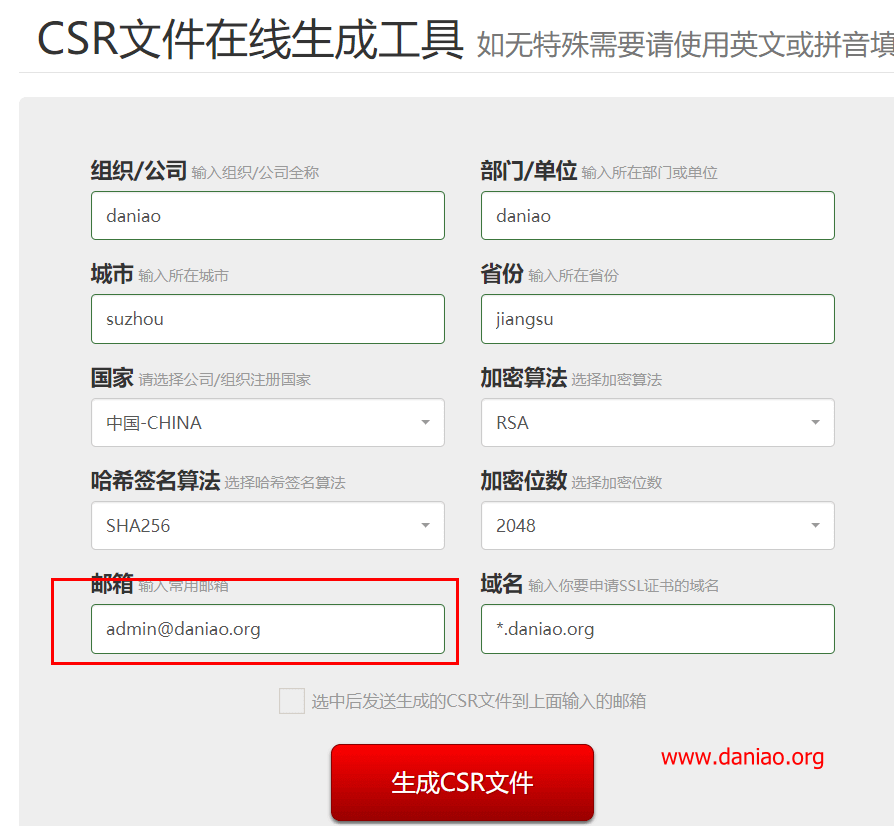 CSR文件在线生成工具 如无特殊需要请使用英文或拼音填
组织/公司 输入组织/公司全称 部门/单位 输入所在部门或单位
daniao daniao
城市 输入所在城市 省份 输入所在省份
suzhou jiangsu
国家 请选择公司/组织注册国家 加密算法 选择加密算法
中国-CHINA RSA
哈希签名算法 选择哈希签名算法 加密位数 选择加密位数
SHA256 2048
邮箱 输入常用邮箱 域名 输入你要申请SSL证书的域名
admin@daniao.org *.daniao.org
选中后发送生成的CSR文件到上面输入的邮箱
www.daniao.org
生成CSR文件